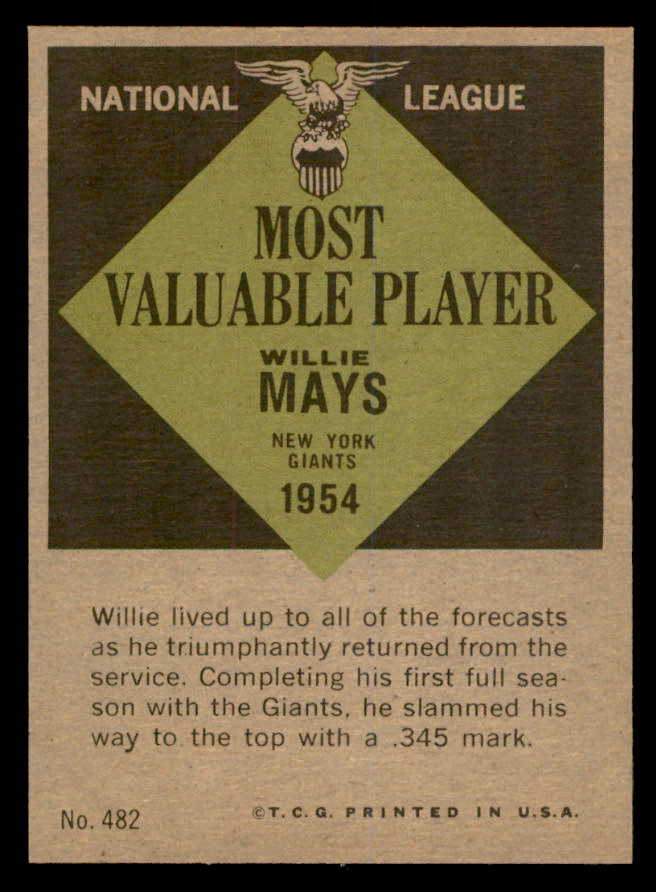 NATIONAL LEAGUE
MOST
VALUABLE PLAYER
WILLIE
MAYS
NEW YORK
GIANTS
1954
Willie lived up to all of the forecasts
as he triumphantly returned from the
service. Completing his first full sea-
son with the Giants, he slammed his
way to the top with a .345 mark.
No. 482
©T.C.G. PRINTED IN U.S.A.